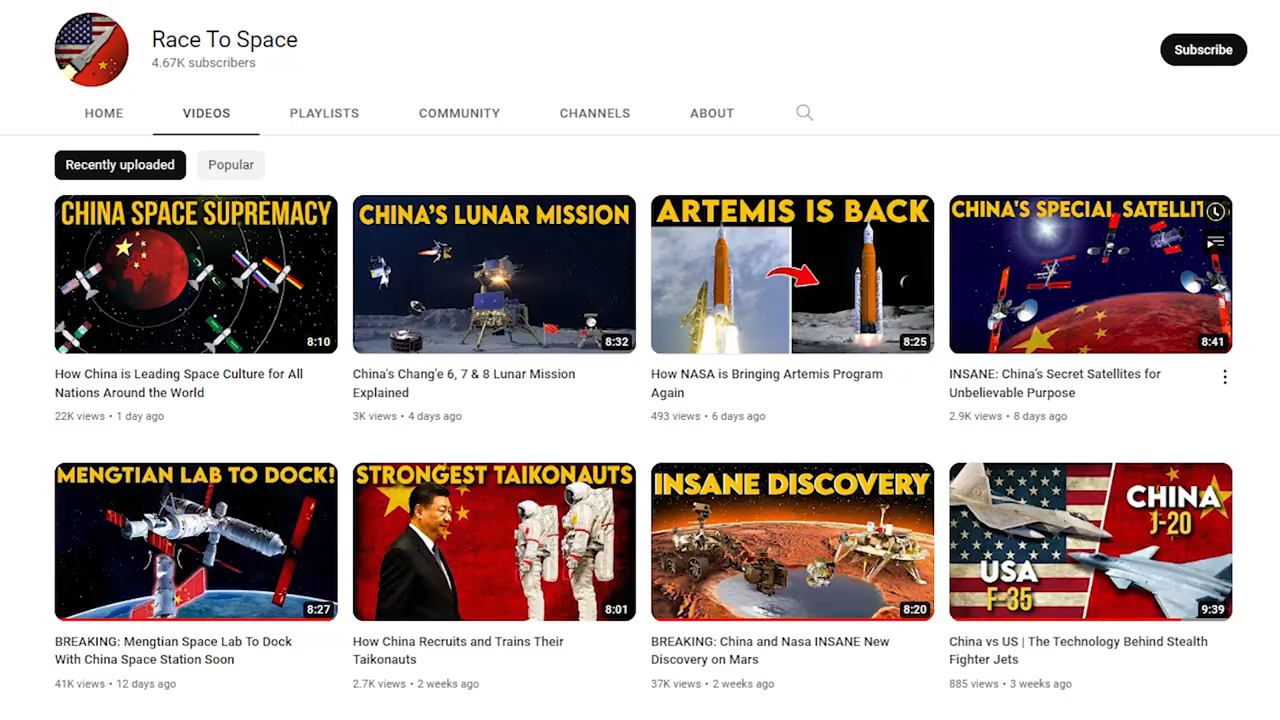 Race To Space
4.67K subscribers
Subscribe
HOME
VIDEOS
PLAYLISTS
COMMUNITY
CHANNELS
ABOUT
Recently uploaded
Popular
CHINA SPACE SUPREMACY
8:10
How China is Leading Space Culture for All
Nations Around the World
22K views • 1 day ago
CHINA'S LUNAR MISSION
8:32
China's Chang'e 6, 7 & 8 Lunar Mission
Explained
3K views • 4 days ago
ARTEMIS IS BACK
8:25
How NASA is Bringing Artemis Program
Again
493 views • 6 days ago
CHINA'S SPECIAL SATELLIT
8:41
INSANE: China's Secret Satellites for
Unbelievable Purpose
2.9K views • 8 days ago
MENGTIAN LAB TO DOCK!
8:27
BREAKING: Mengtian Space Lab To Dock
With China Space Station Soon
41K views • 12 days ago
STRONGEST TAIKONAUTS
8:01
How China Recruits and Trains Their
Taikonauts
2.7K views • 2 weeks ago
INSANE DISCOVERY
8:20
BREAKING: China and Nasa INSANE New
Discovery on Mars
37K views • 2 weeks ago
CHINA
J-20
USA
F-35
9:39
China vs US | The Technology Behind Stealth
Fighter Jets
885 views • 3 weeks ago